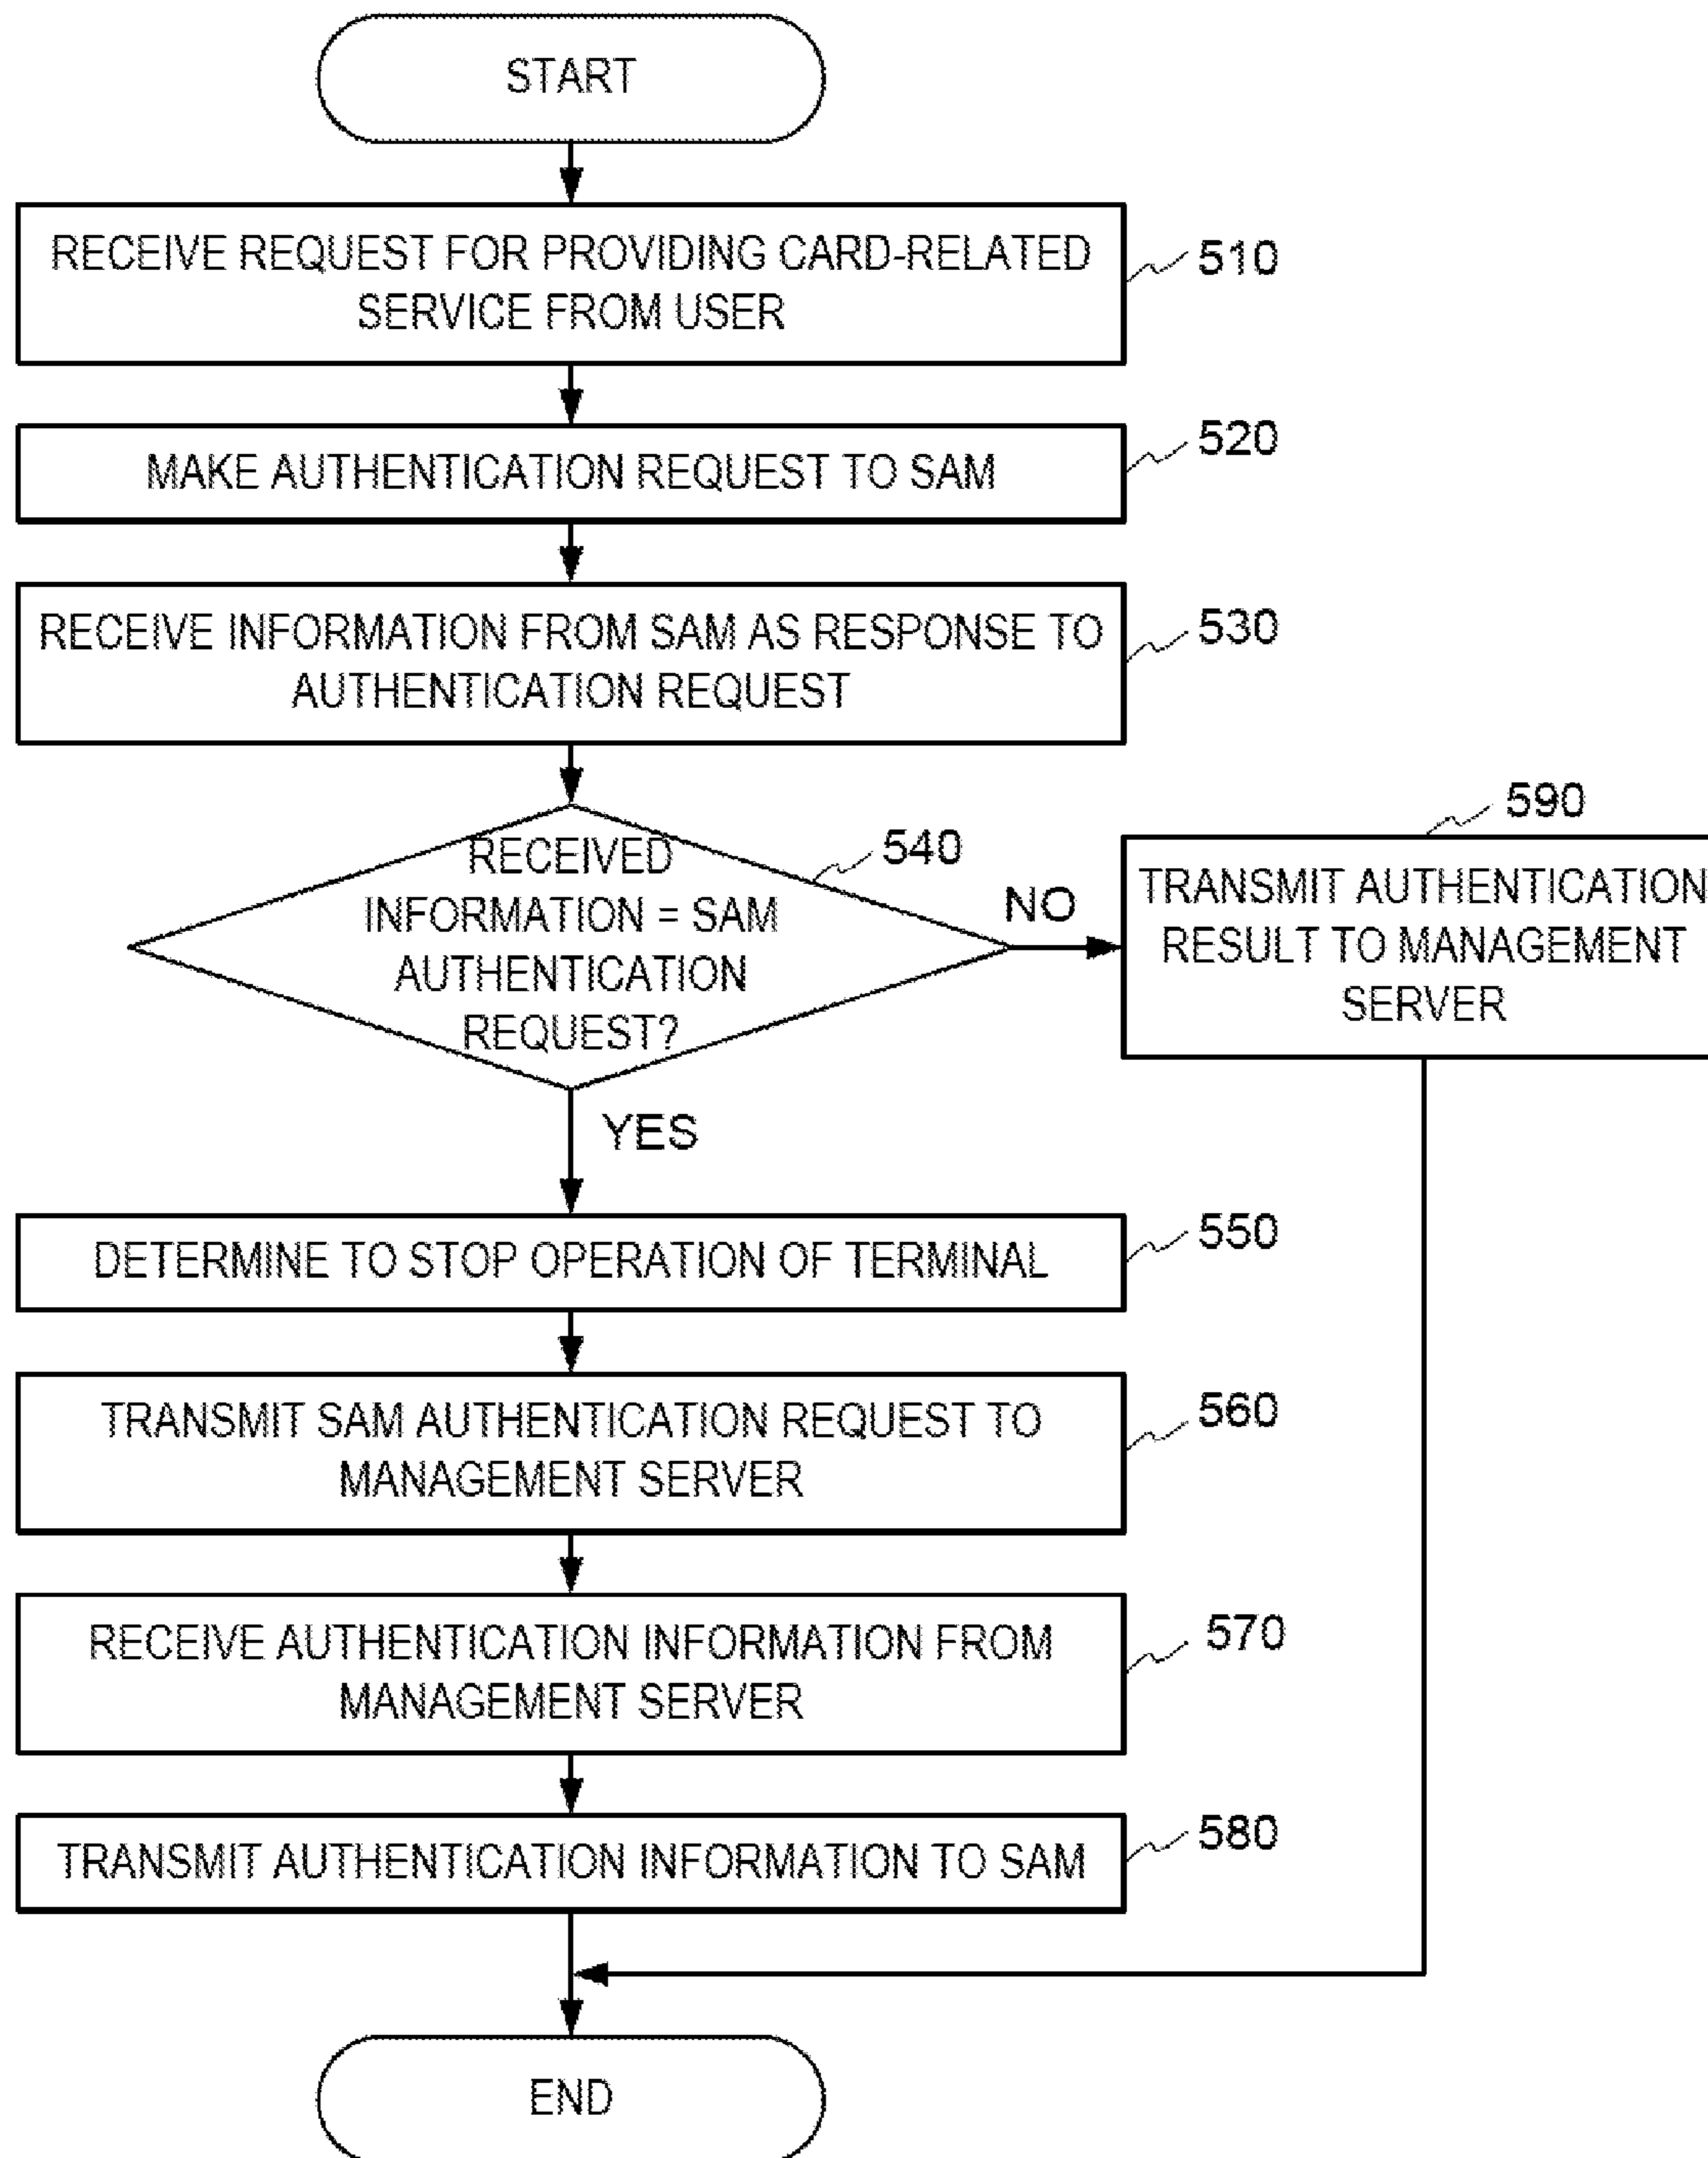 START
RECEIVE REQUEST FOR PROVIDING CARD-RELATED
SERVICE FROM USER
510
MAKE AUTHENTICATION REQUEST TO SAM
520
RECEIVE INFORMATION FROM SAM AS RESPONSE TO
AUTHENTICATION REQUEST
530
RECEIVED
INFORMATION = SAM
AUTHENTICATION
REQUEST?
540
NO
590
TRANSMIT AUTHENTICATION
RESULT TO MANAGEMENT
SERVER
YES
DETERMINE TO STOP OPERATION OF TERMINAL
550
TRANSMIT SAM AUTHENTICATION REQUEST TO
MANAGEMENT SERVER
560
RECEIVE AUTHENTICATION INFORMATION FROM
MANAGEMENT SERVER
570
TRANSMIT AUTHENTICATION INFORMATION TO SAM
580
END